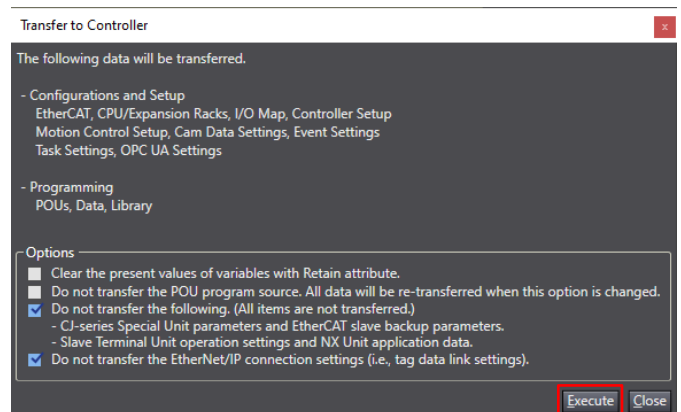 Transfer to Controller
x
The following data will be transferred.
- Configurations and Setup
EtherCAT, CPU/Expansion Racks, I/O Map, Controller Setup
Motion Control Setup, Cam Data Settings, Event Settings
Task Settings, OPC UA Settings
- Programming
POUs, Data, Library
Options
Clear the present values of variables with Retain attribute.
Do not transfer the POU program source. All data will be re-transferred when this option is changed.
Do not transfer the following. (All items are not transferred.)
- CJ-series Special Unit parameters and EtherCAT slave backup parameters.
- Slave Terminal Unit operation settings and NX Unit application data.
Do not transfer the EtherNet/IP connection settings (i.e., tag data link settings).
Execute Close